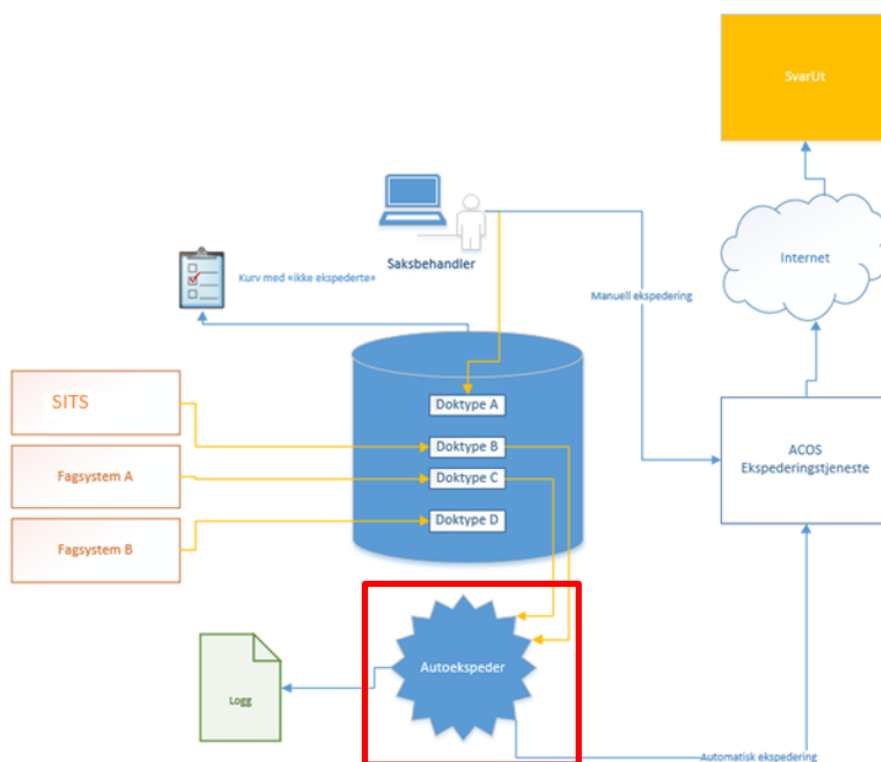 SvarUt
Saksbehandler
Kurv med «ikke ekspederte»
Internet
Manuell ekspedering
Doktype A
SITS
Doktype B
Fagsystem A
Doktype C
ACOS
Ekspederingstjeneste
Doktype D
Fagsystem B
Autoekspeder
Logg
Automatisk ekspedering